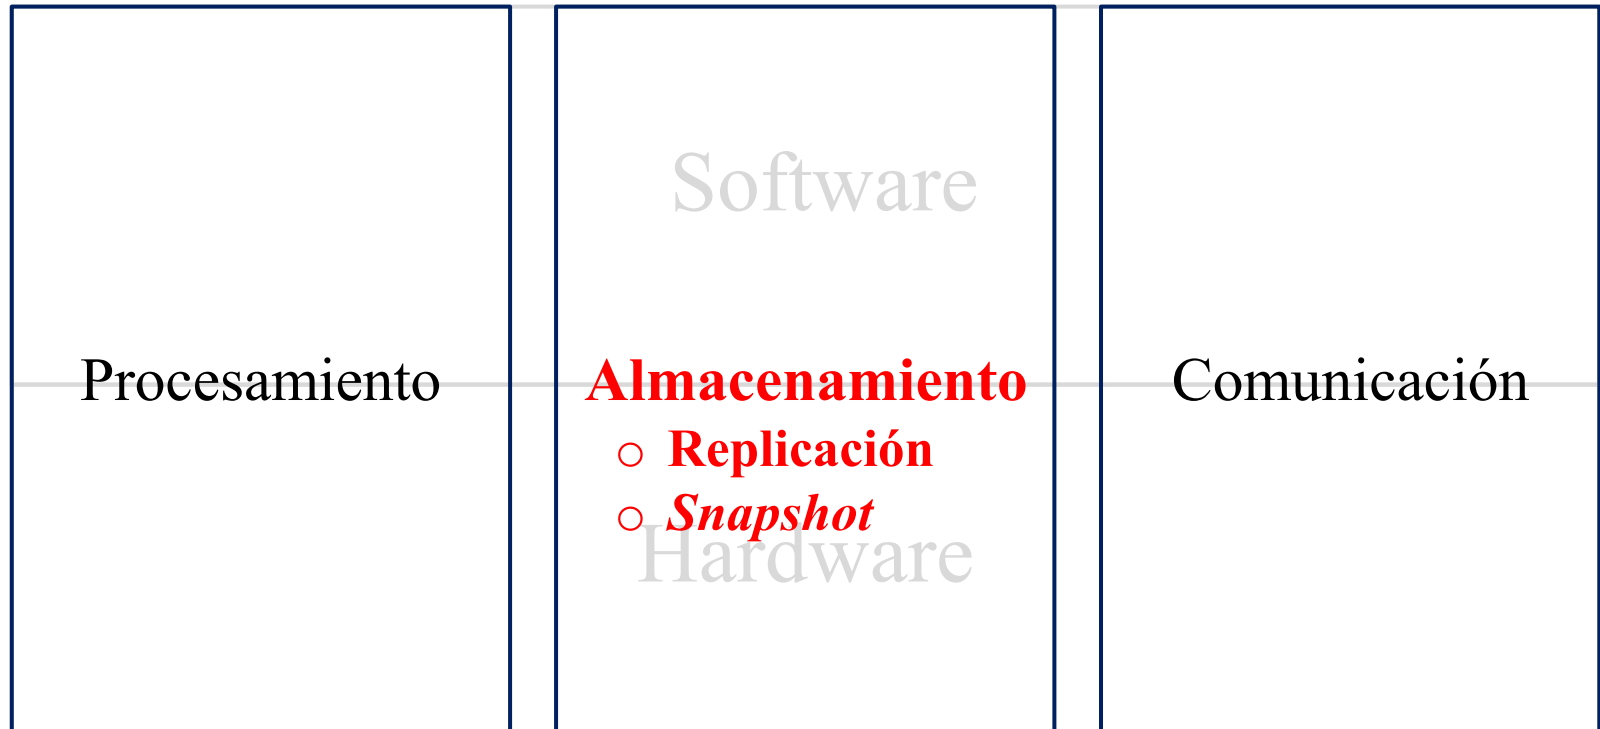 Software
Procesamiento
Almacenamiento
Comunicación
o Replicación
o Snapshot
Hardware